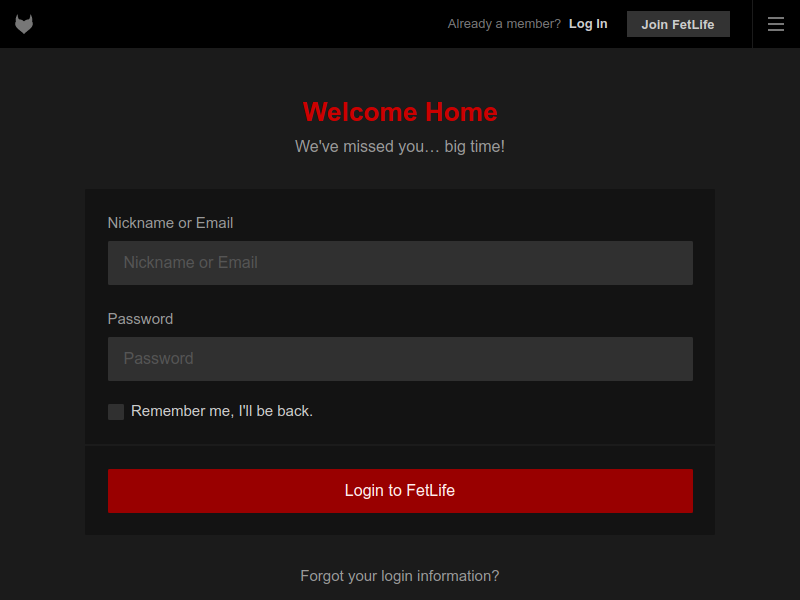 Already a member? Log In Join FetLife
Welcome Home
We've missed you… big time!
Nickname or Email
Nickname or Email
Password
Password
Remember me, I'll be back.
Login to FetLife
Forgot your login information?